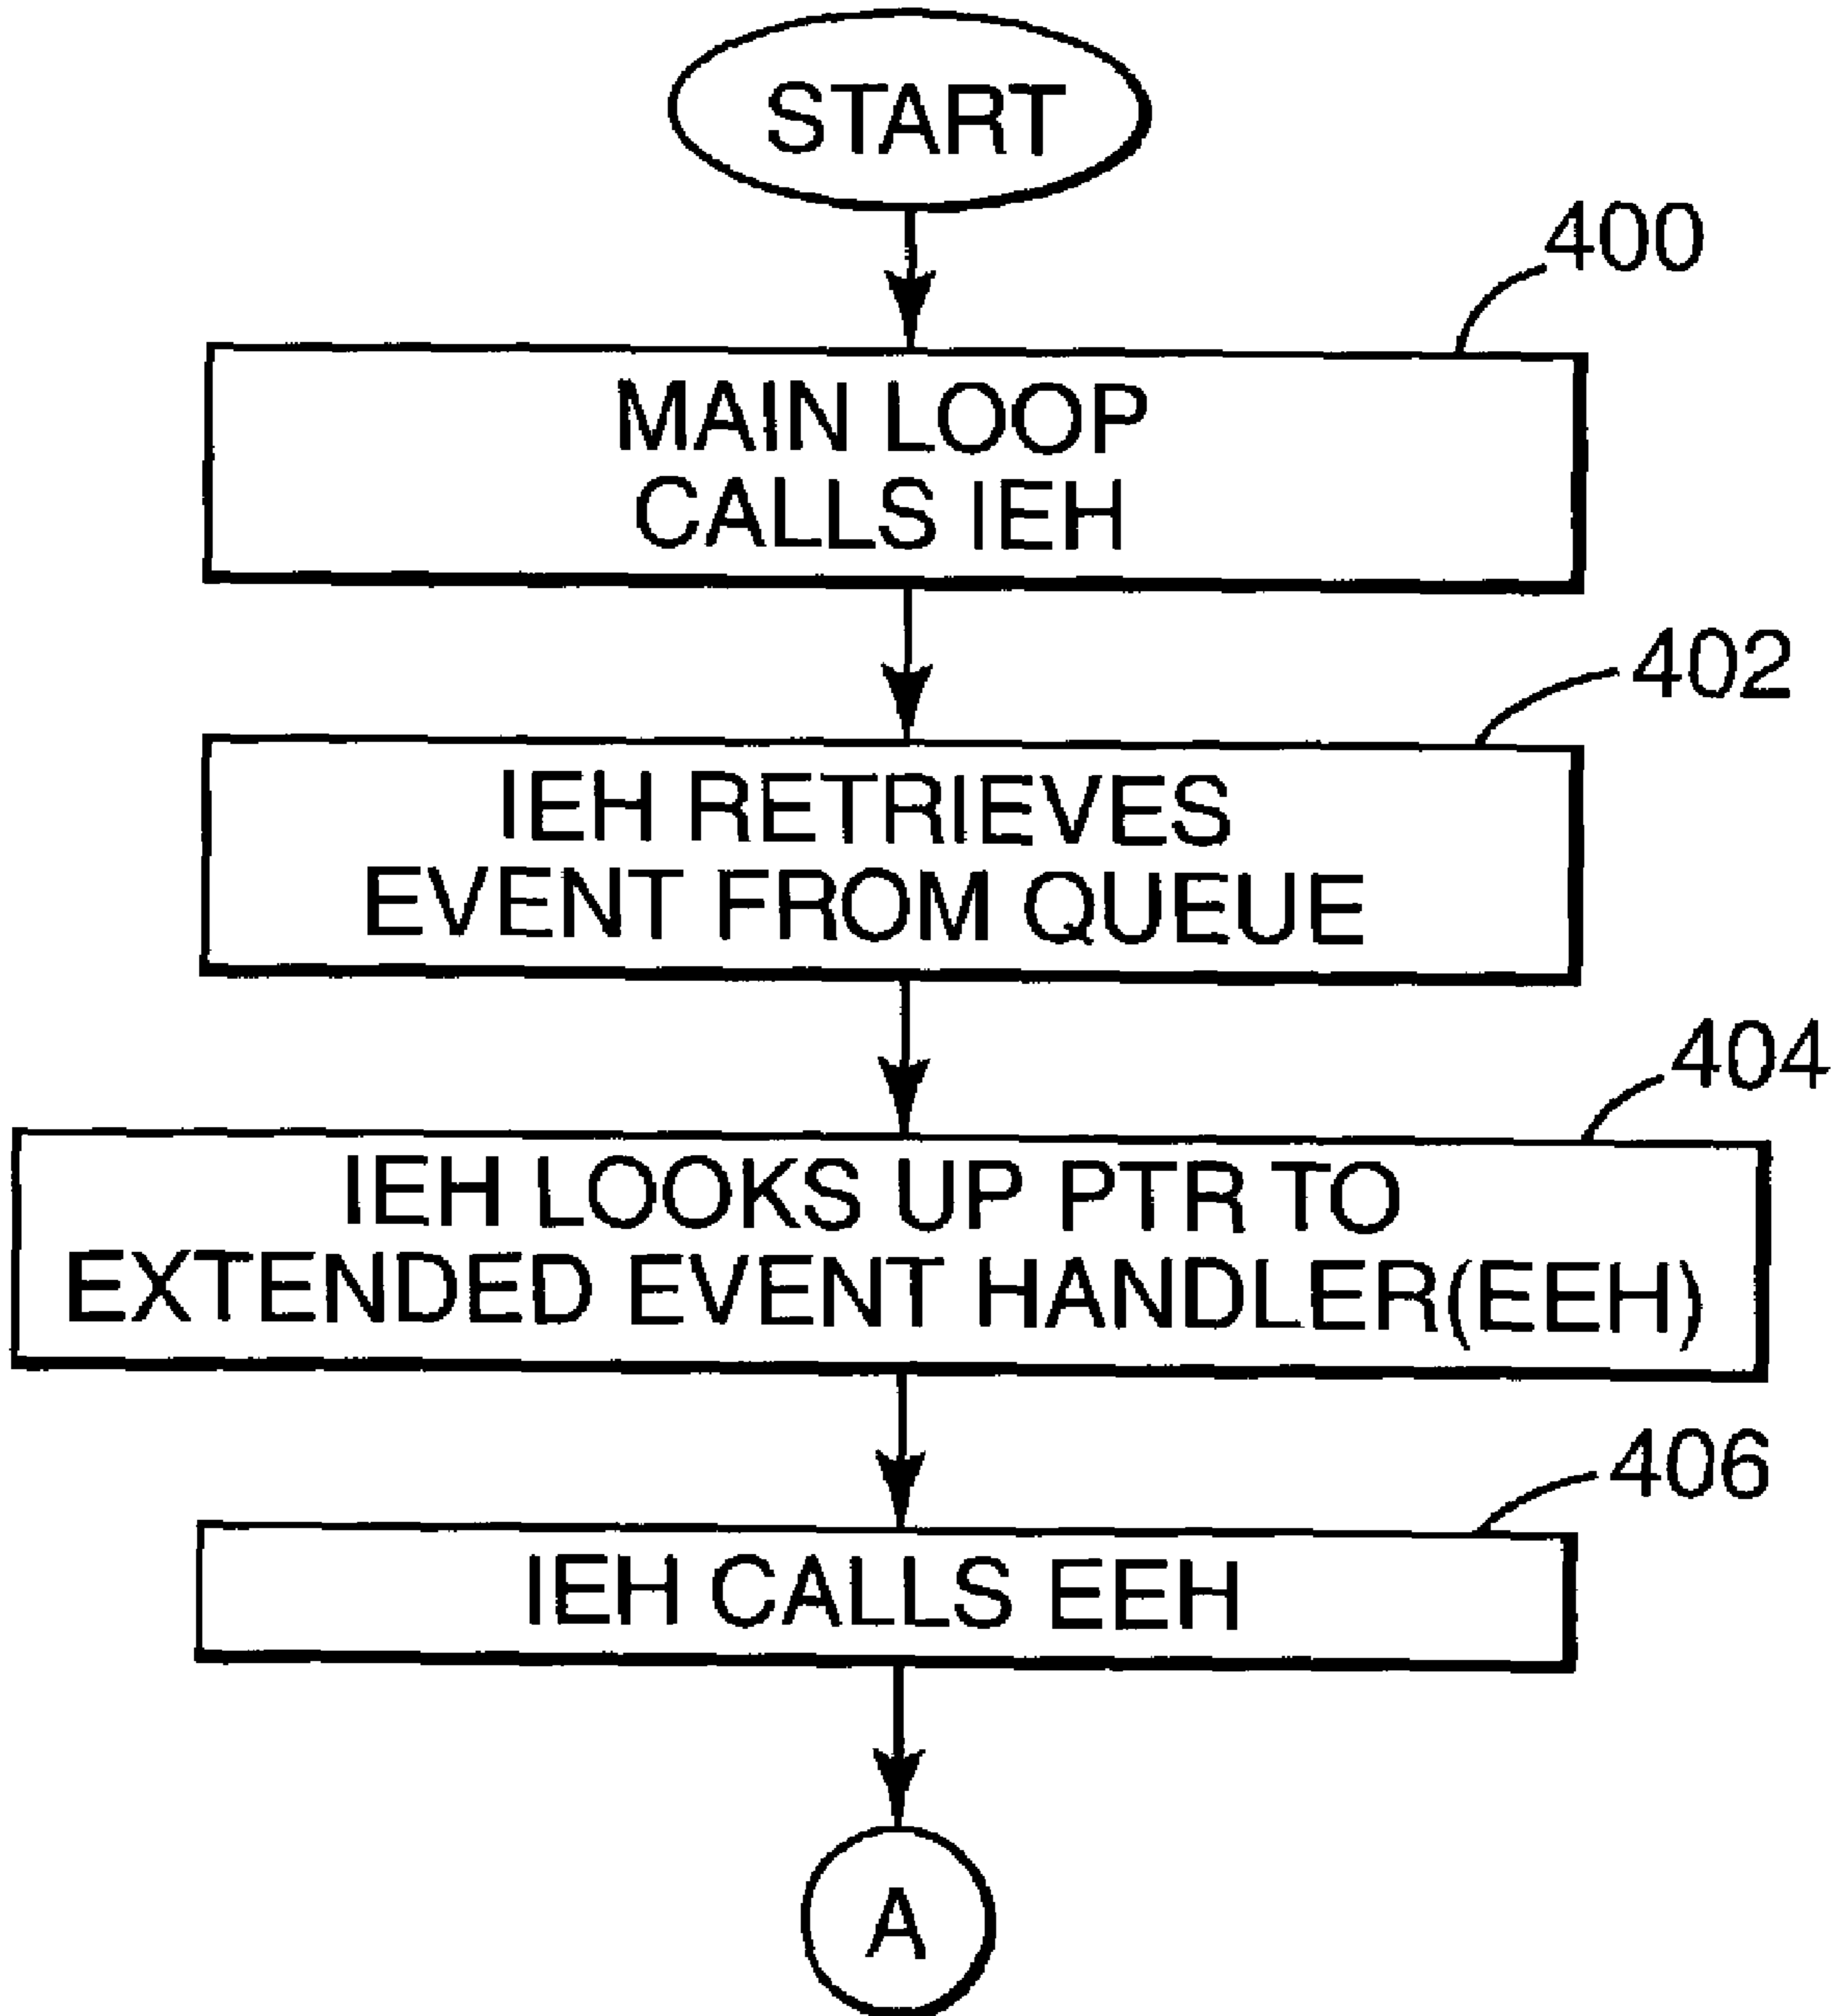 START
400
MAIN LOOP
CALLS IEH
402
IEH RETRIEVES
EVENT FROM QUEUE
404
IEH LOOKS UP PTR TO
EXTENDED EVENT HANDLER(EEH)
406
IEH CALLS EEH
A